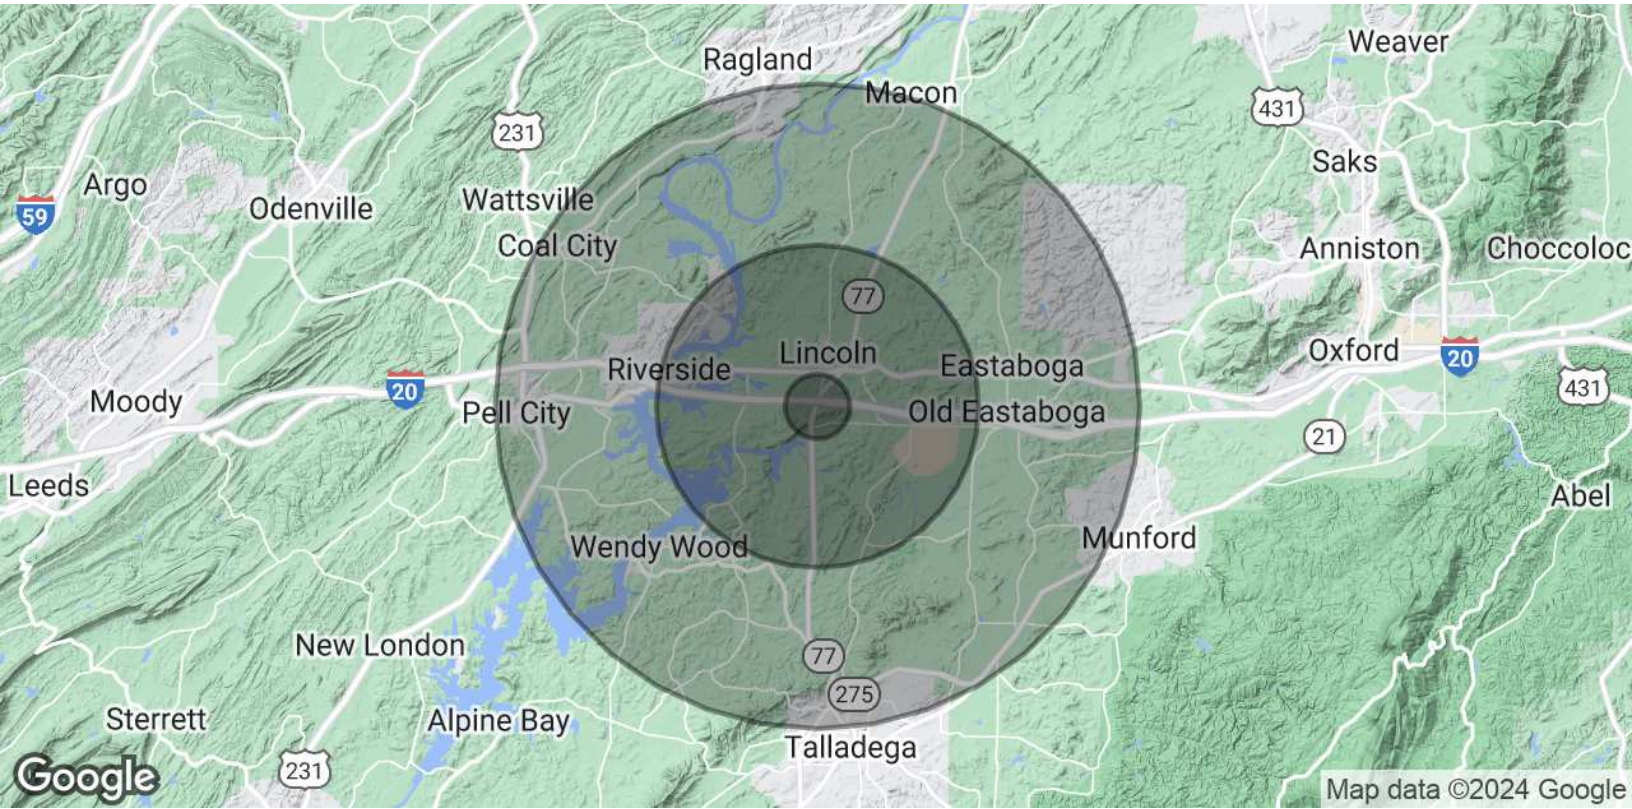 Weaver
Ragland
Macon
431
231
Saks
Argo
Wattsville
59
Odenville
Coal City
Anniston
Choccoloc
77
Lincoln
Oxford
20
Riverside
Eastaboga
20
431
Moody
Pell City
Old Eastaboga
21
Leeds
Abel
Munford
Wendy Wood
New London
77
275
Sterrett
Alpine Bay
Talladega
231
Google
Map data ©2024 Google